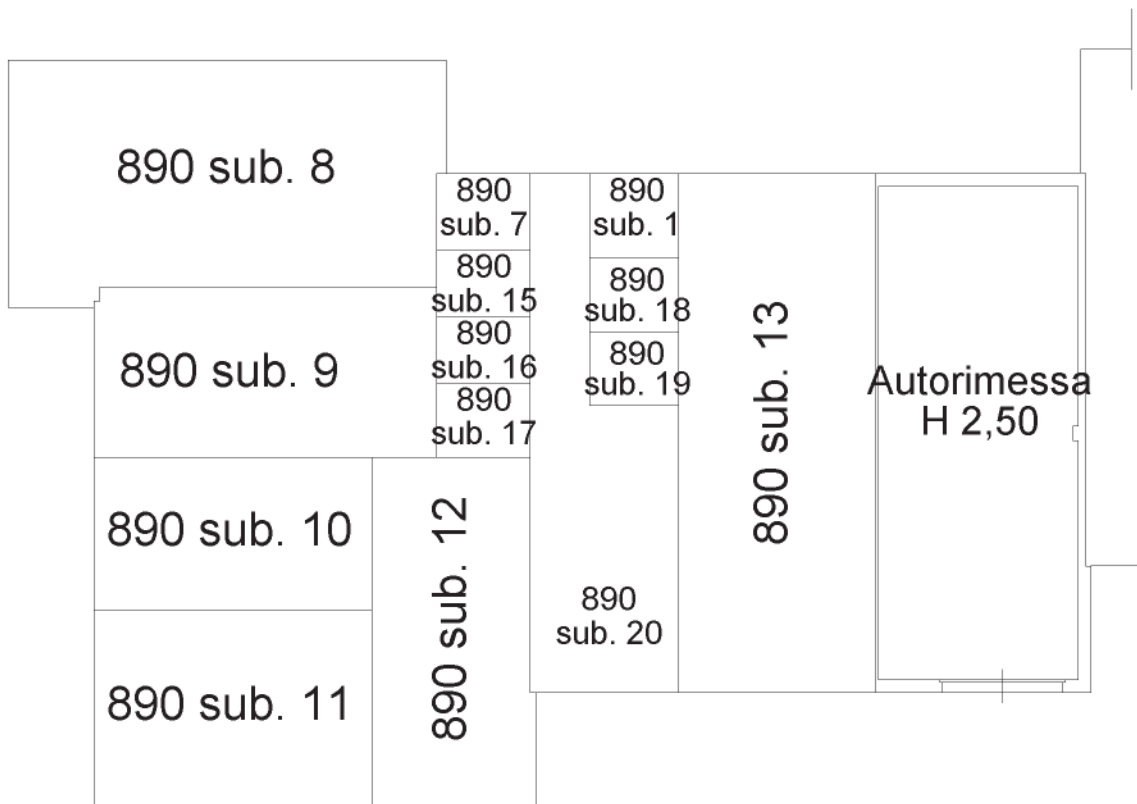 890 sub. 8
890
sub. 7
890
sub. 1
890
sub. 15
890
sub. 18
890
sub. 16
890
sub. 19
890 sub. 9
890
sub. 17
890 sub. 13
Autorimessa
H 2,50
890 sub. 10
890 sub. 12
890
sub. 20
890 sub. 11